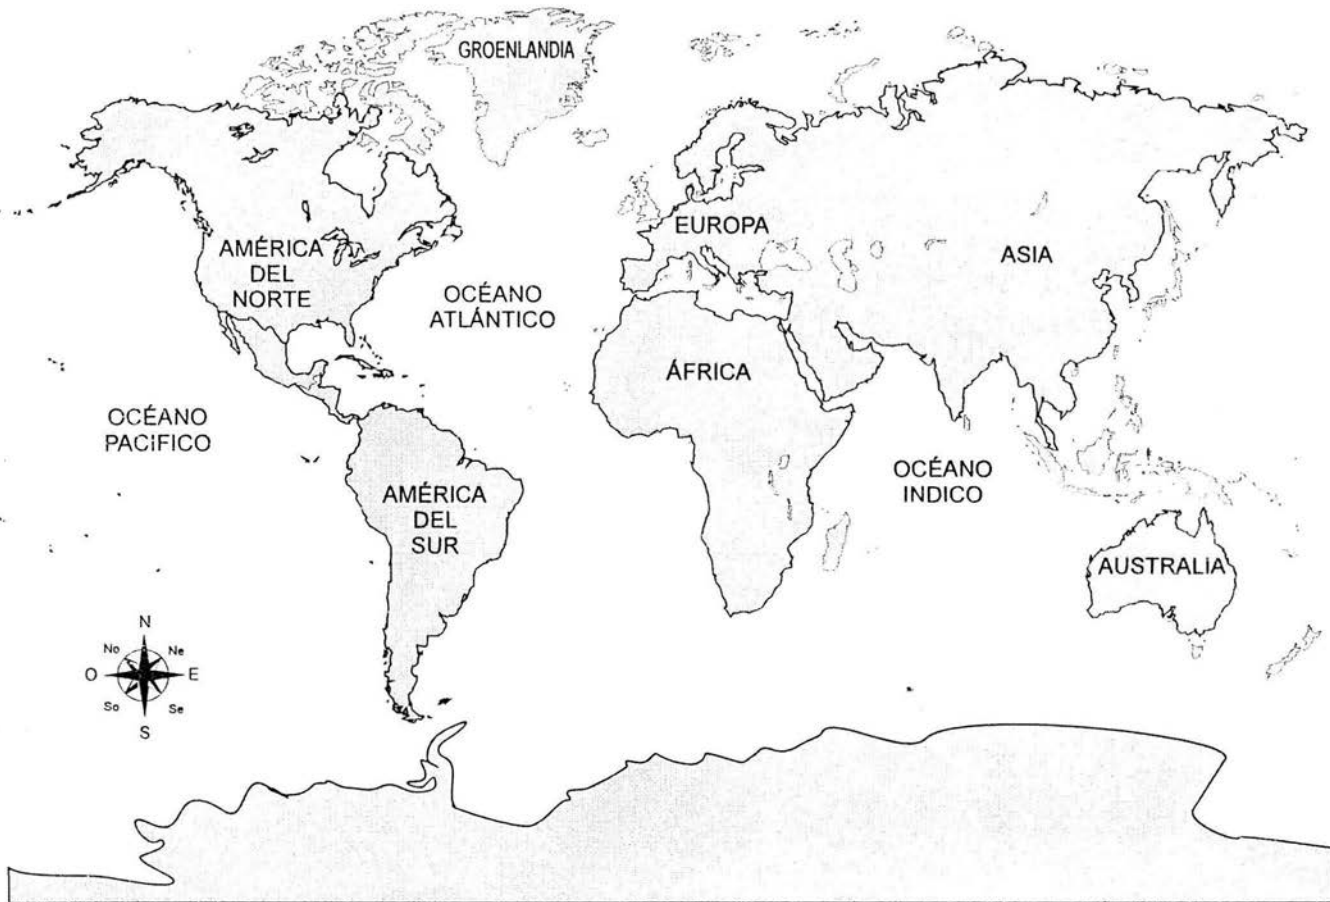 GROENLANDIA
AMÉRICA
DEL
NORTE
EUROPA
ASIA
OCÉANO
ATLÁNTICO
ÁFRICA
OCÉANO
PACÍFICO
OCÉANO
INDICO
AMÉRICA
DEL
SUR
AUSTRALIA
N
No
Ne
O
E
So
Se
S